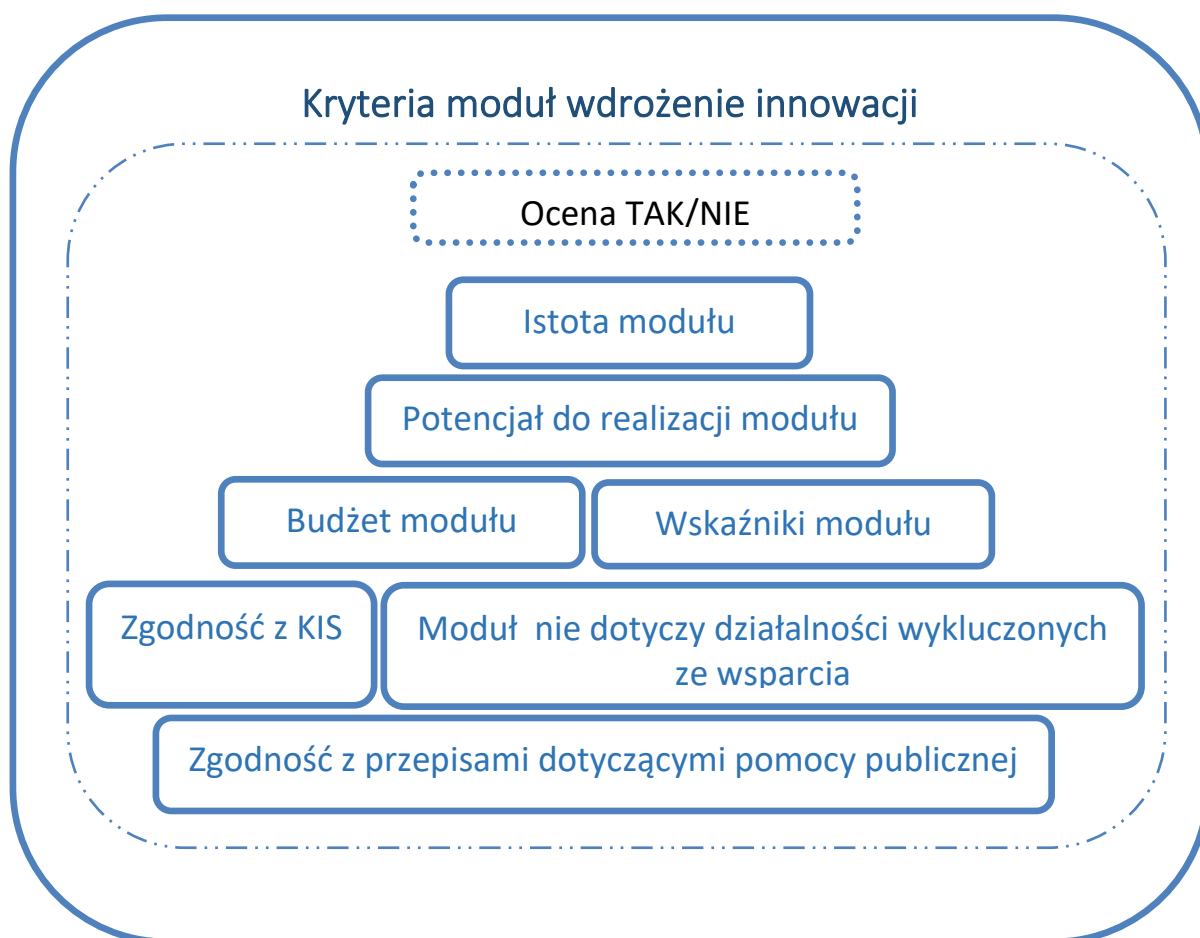 Kryteria moduł wdrożenie innowacji
Ocena TAK/NIE
Istota modułu
Potencjał do realizacji modułu
Budżet modułu
Wskaźniki modułu
Zgodność z KIS
Moduł nie dotyczy działalności wykluczonych
ze wsparcia
Zgodność z przepisami dotyczącymi pomocy publicznej